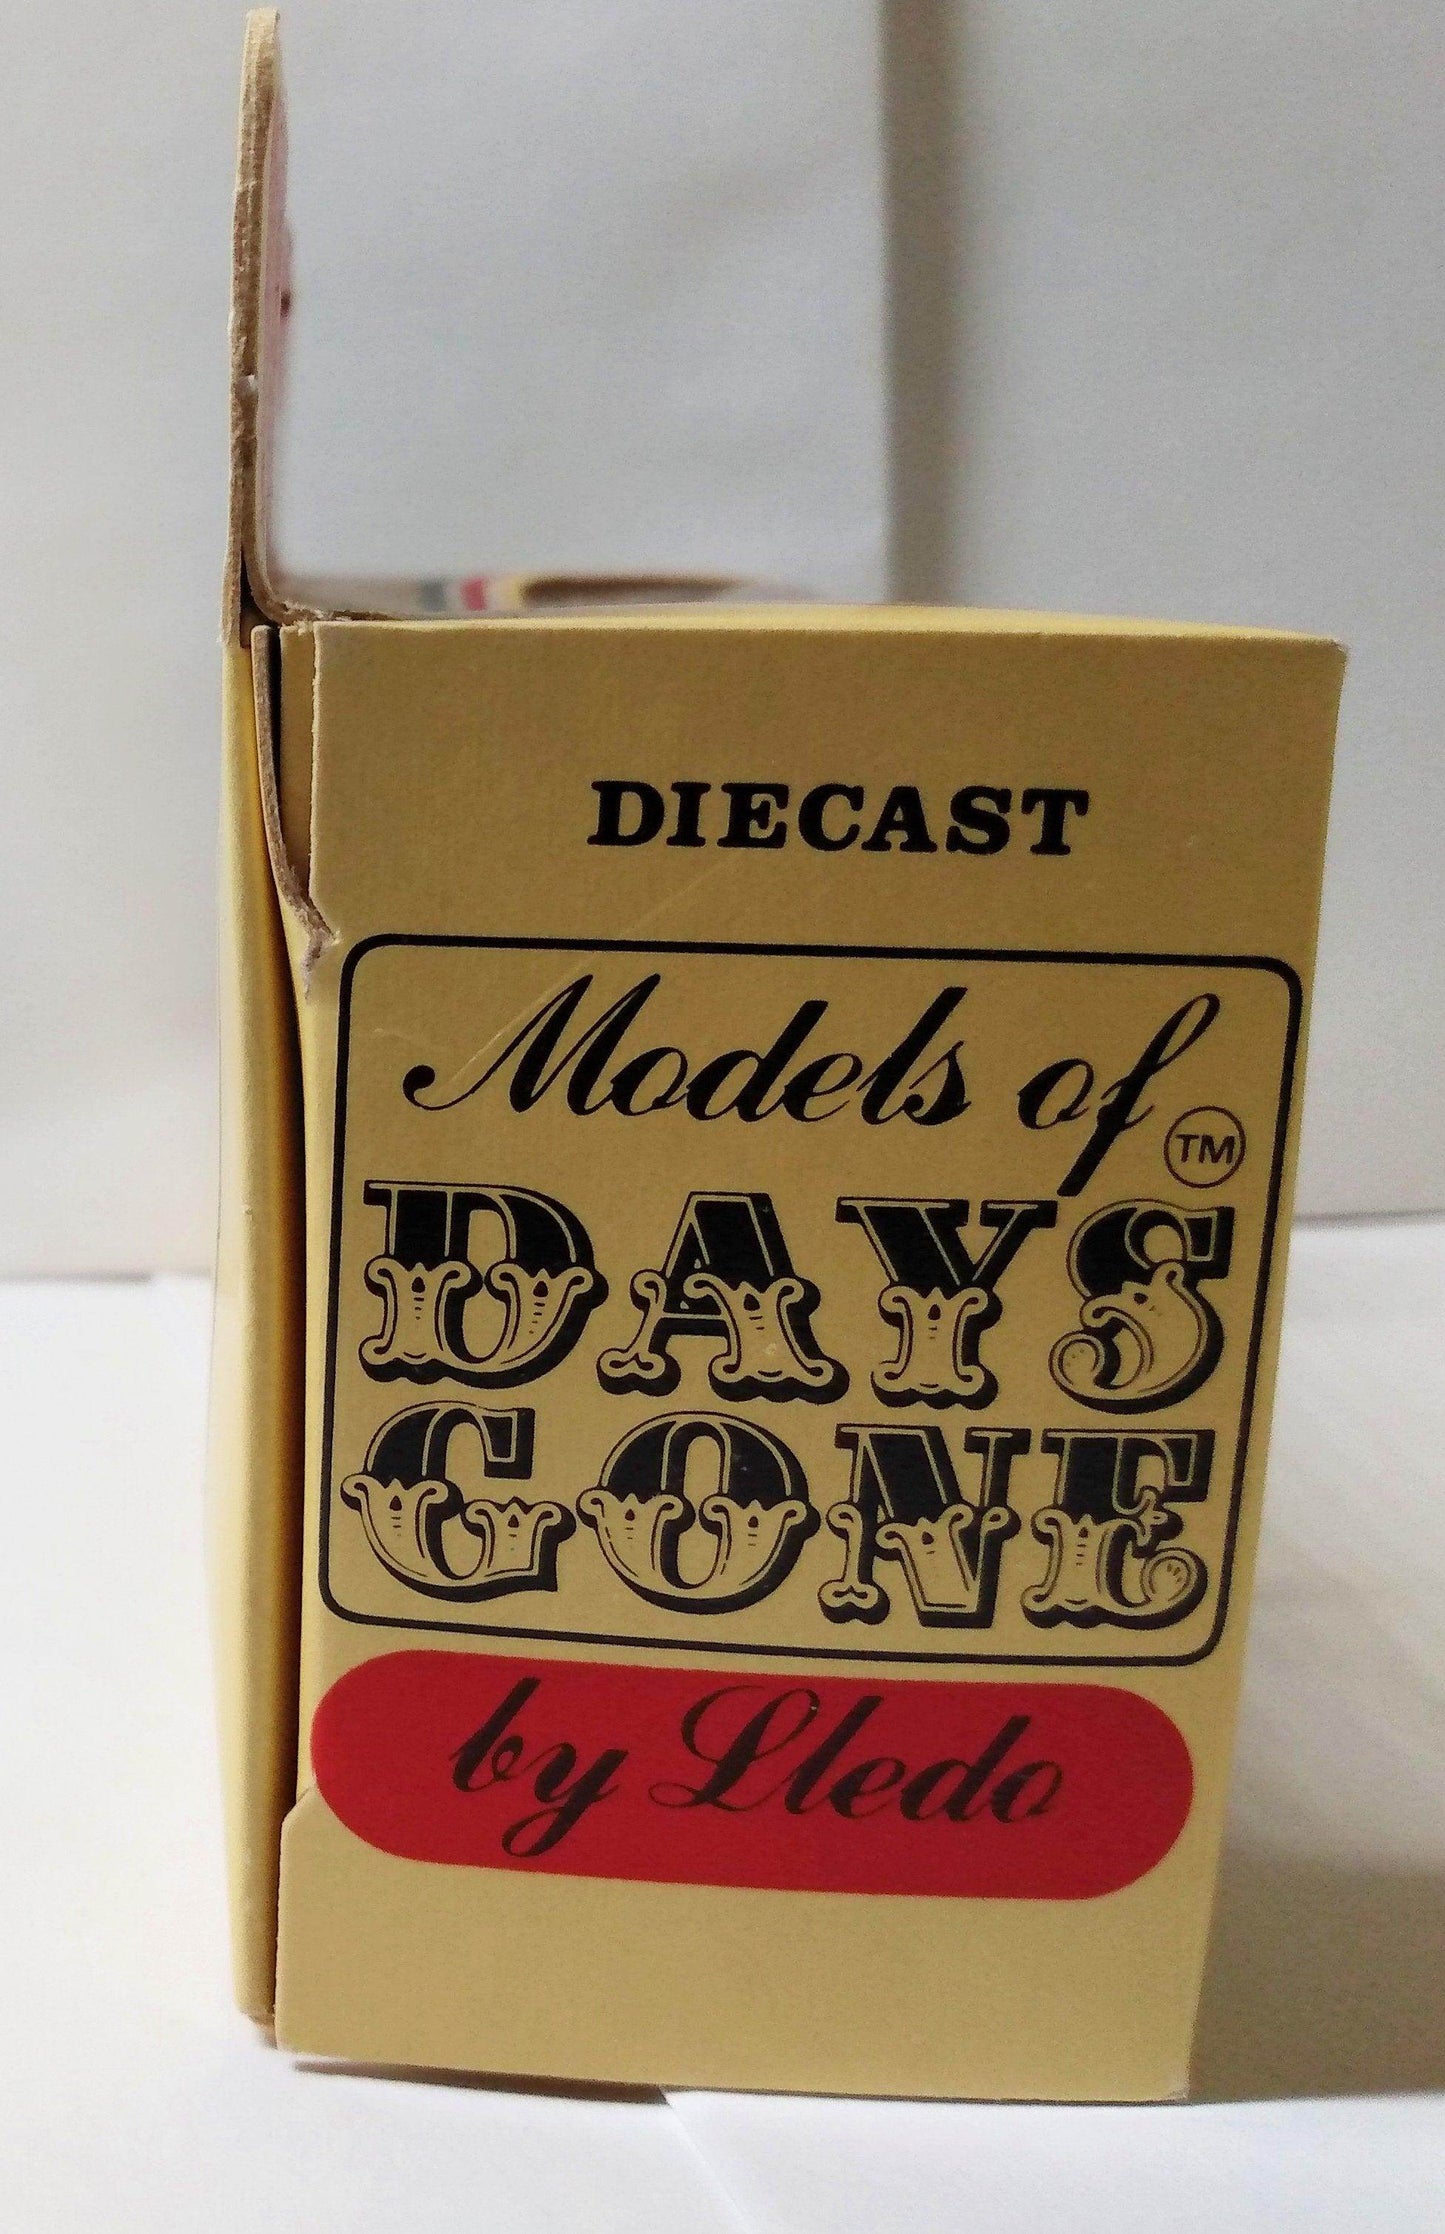 DIECAST
Models of
TM
DAYS
GONE
by Lledo